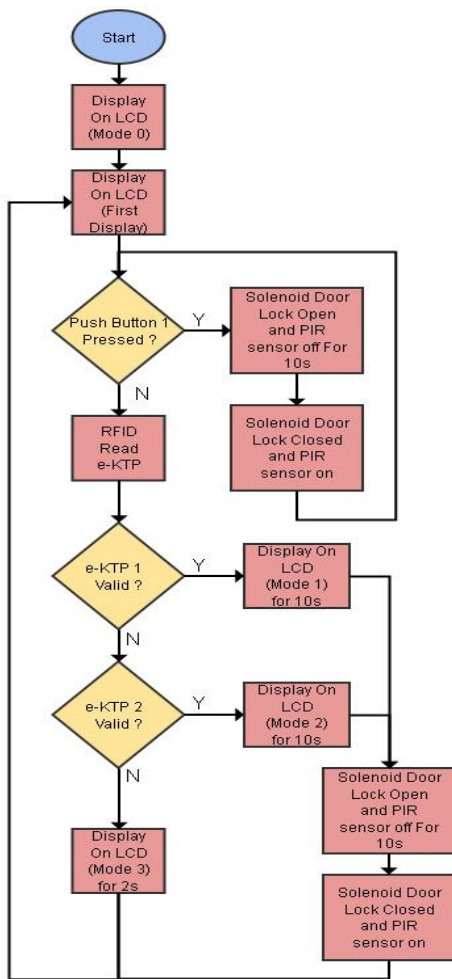 Start
Display
On LCD
(Mode 0)
Display
On LCD
(First
Display)
Push Button 1
Pressed ?
Y
Solenoid Door
Lock Open
and PIR
sensor off For
10s
N
RFID
Read
e-KTP
Solenoid Door
Lock Closed
and PIR
sensor on
e-KTP 1
Valid ?
Y
Display On
LCD
(Mode 1)
for 10s
N
e-KTP 2
Valid ?
Y
Display On
LCD
(Mode 2)
for 10s
N
Solenoid Door
Lock Open
and PIR
sensor off For
10s
Display
On LCD
(Mode 3)
for 2s
Solenoid Door
Lock Closed
and PIR
sensor on